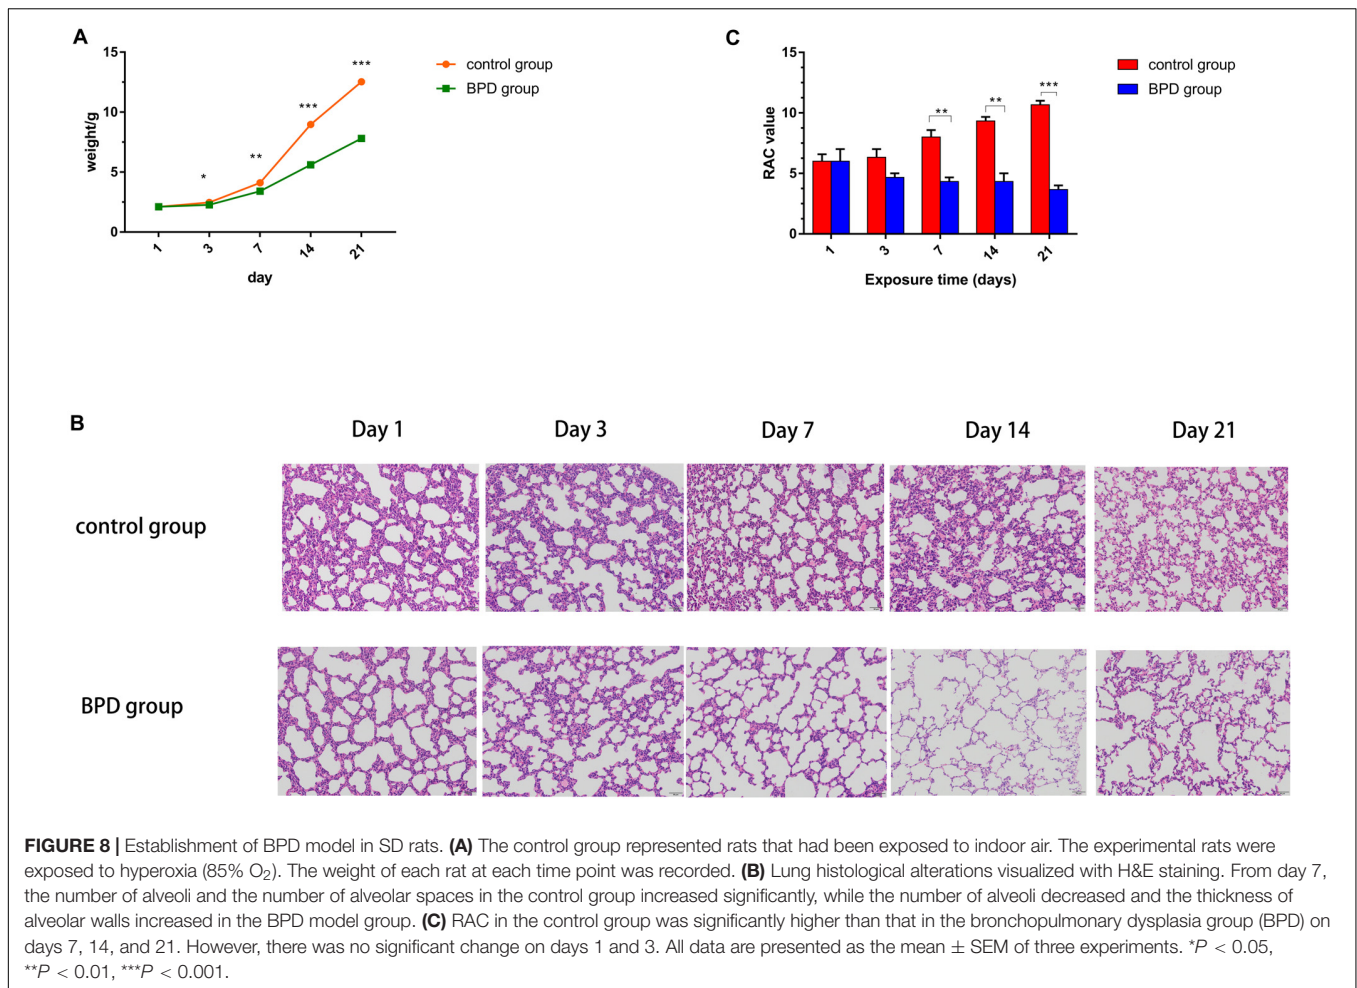 A
15
10
5
0
weight/g
*
**
***
***
1
3
7
14
21
day
control group
BPD group
C
15
10
5
0
RAC value
**
**
***
1
3
7
14
21
Exposure time (days)
control group
BPD group
B
Day 1
Day 3
Day 7
Day 14
Day 21
control group
BPD group
FIGURE 8 | Establishment of BPD model in SD rats. (A) The control group represented rats that had been exposed to indoor air. The experimental rats were
exposed to hyperoxia (85% O₂). The weight of each rat at each time point was recorded. (B) Lung histological alterations visualized with H&E staining. From day 7,
the number of alveoli and the number of alveolar spaces in the control group increased significantly, while the number of alveoli decreased and the thickness of
alveolar walls increased in the BPD model group. (C) RAC in the control group was significantly higher than that in the bronchopulmonary dysplasia group (BPD) on
days 7, 14, and 21. However, there was no significant change on days 1 and 3. All data are presented as the mean ± SEM of three experiments. *P < 0.05,
**P < 0.01, ***P < 0.001.